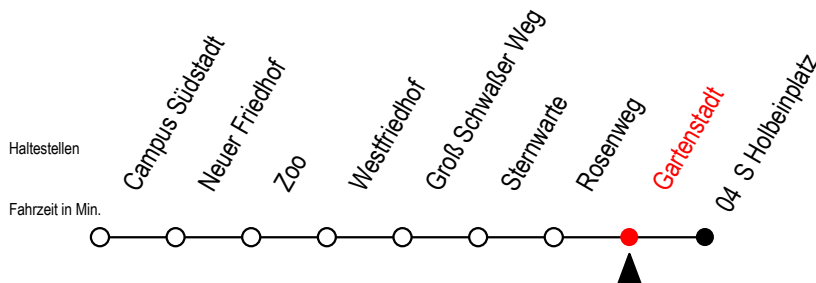 Haltestellen
Campus Südstadt
Neuer Friedhof
Zoo
Westfriedhof
Groß Schwaßer Weg
Sternwarte
Rosenweg
Gartenstadt
04 S Holbeinplatz
Fahrzeit in Min.